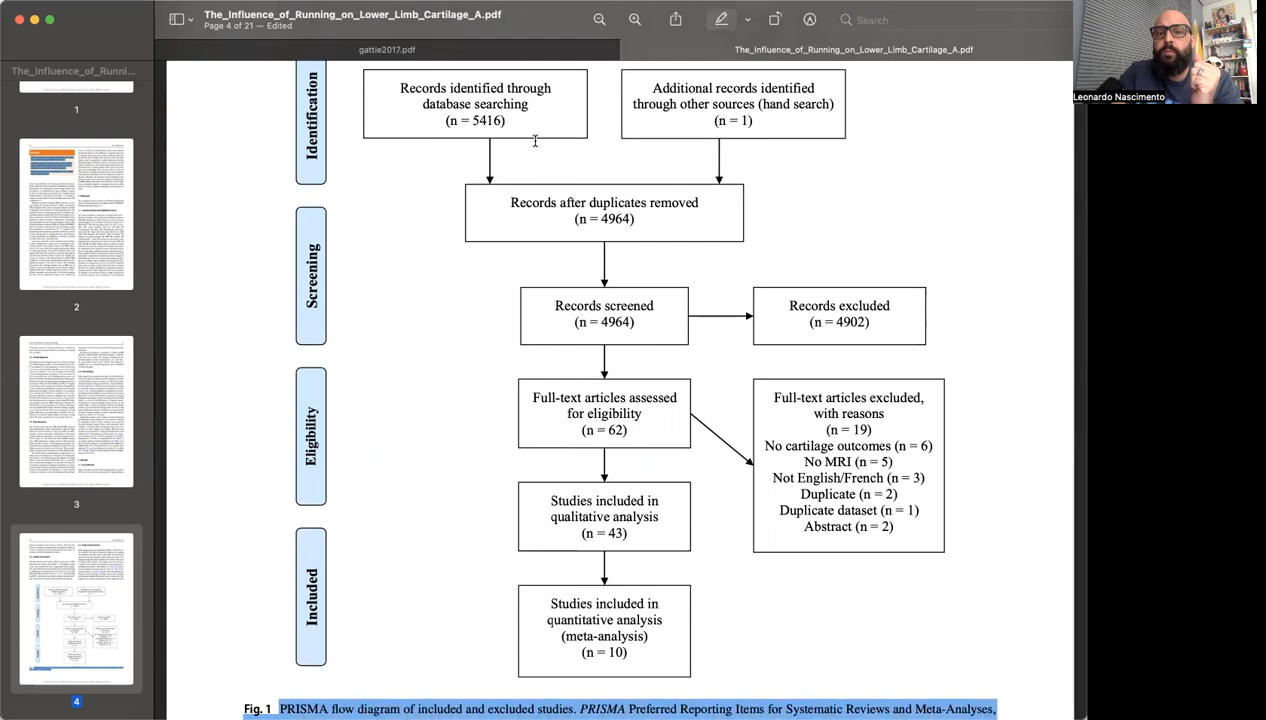 The_Influence_of_Running_on_Lower_Limb_Cartilage_A.pdf
Page 4 of 21 — Edited
Search
gattie2017.pdf
The_Influence_of_Running_on_Lower_Limb_Cartilage_A.pdf
Leonardo Nascimento
The_Influence_of_Runni...
1
2
3
4
Identification
Records identified through
database searching
(n = 5416)
Additional records identified
through other sources (hand search)
(n = 1)
Records after duplicates removed
(n = 4964)
Screening
Records screened
(n = 4964)
Records excluded
(n = 4902)
Eligibility
Full-text articles assessed
for eligibility
(n = 62)
Full-text articles excluded,
with reasons
(n = 19)
No cartilage outcomes (n = 6)
No MRI (n = 5)
Not English/French (n = 3)
Duplicate (n = 2)
Duplicate dataset (n = 1)
Abstract (n = 2)
Studies included in
qualitative analysis
(n = 43)
Included
Studies included in
quantitative analysis
(meta-analysis)
(n = 10)
Fig. 1 PRISMA flow diagram of included and excluded studies. PRISMA Preferred Reporting Items for Systematic Reviews and Meta-Analyses,